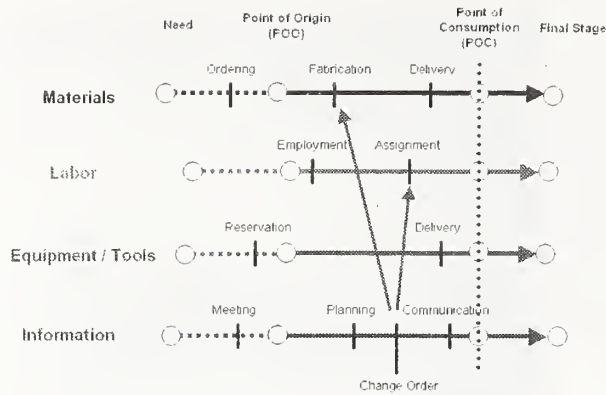 Need
Point of Origin
(POO)
Point of
Consumption
(POC)
Final Stage
Ordering
Fabrication
Delivery
Materials
Employment
Assignment
Labor
Reservation
Delivery
Equipment / Tools
Meeting
Planning
Communication
Information
Change Order